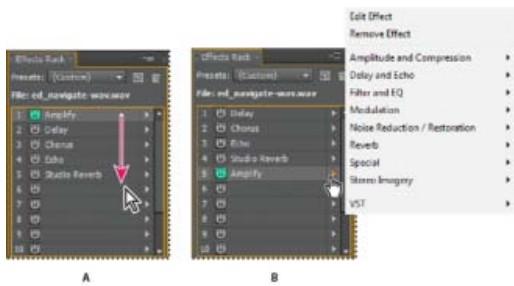 Effects Rack
Presets: (Custom)
File: ed_navigate-wav.wav
1 Amplify
2 Delay
3 Chorus
4 Echo
5 Studio Reverb
6
7
8
9
10
A
Effects Rack
Presets: (Custom)
File: ed_navigate-wav.wav
1 Delay
2 Chorus
3 Echo
4 Studio Reverb
5 Amplify
6
7
8
9
10
B
Edit Effect
Remove Effect
Amplitude and Compression
Delay and Echo
Filter and EQ
Modulation
Noise Reduction / Restoration
Reverb
Special
Stereo Imagery
VST